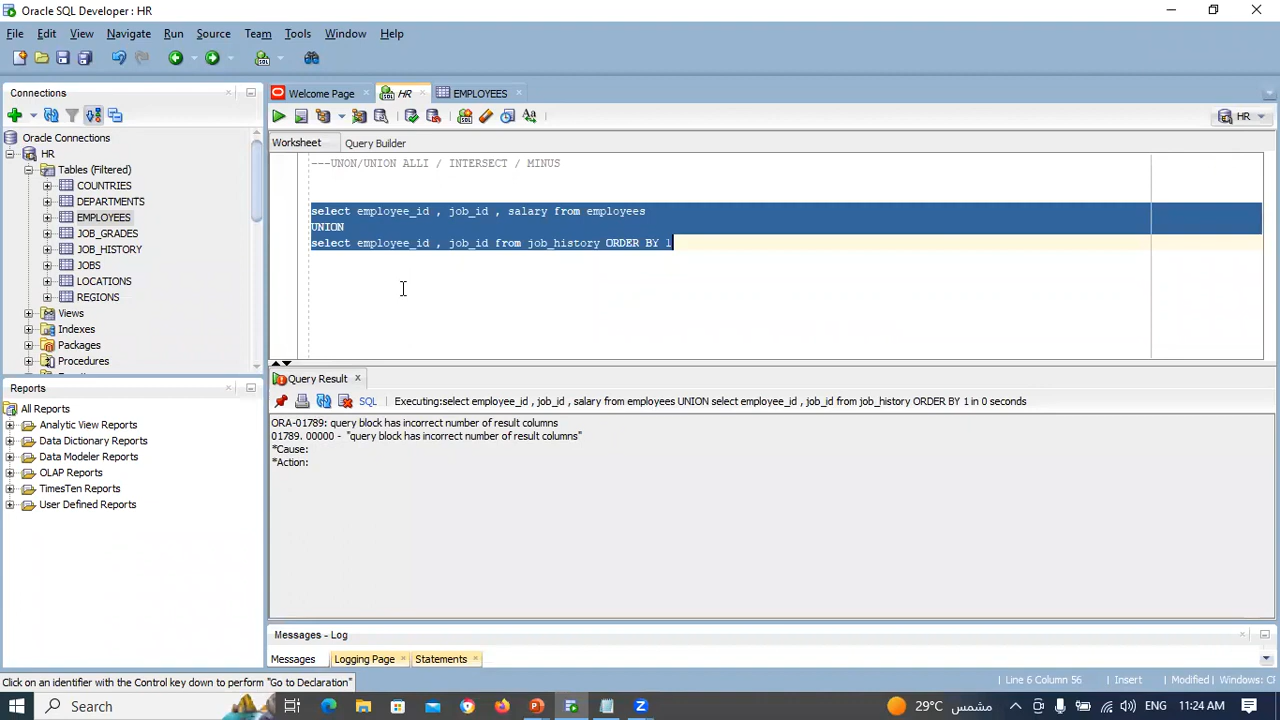 Oracle SQL Developer : HR
File Edit View Navigate Run Source Team Tools Window Help
Connections
Oracle Connections
HR
Tables (Filtered)
COUNTRIES
DEPARTMENTS
EMPLOYEES
JOB_GRADES
JOB_HISTORY
JOBS
LOCATIONS
REGIONS
Views
Indexes
Packages
Procedures
Reports
All Reports
Analytic View Reports
Data Dictionary Reports
Data Modeler Reports
OLAP Reports
TimesTen Reports
User Defined Reports
Welcome Page HR EMPLOYEES
HR
Worksheet Query Builder
---UNON/UNION ALLI / INTERSECT / MINUS
select employee_id , job_id , salary from employees
UNION
select employee_id , job_id from job_history ORDER BY 1
Query Result
SQL Executing:select employee_id , job_id , salary from employees UNION select employee_id , job_id from job_history ORDER BY 1 in 0 seconds
ORA-01789: query block has incorrect number of result columns
01789. 00000 - "query block has incorrect number of result columns"
*Cause:
*Action:
Messages - Log
Messages Logging Page Statements
Click on an identifier with the Control key down to perform "Go to Declaration"
Line 6 Column 56 Insert Modified Windows: CF
Search
29°C مشمس ENG 11:24 AM